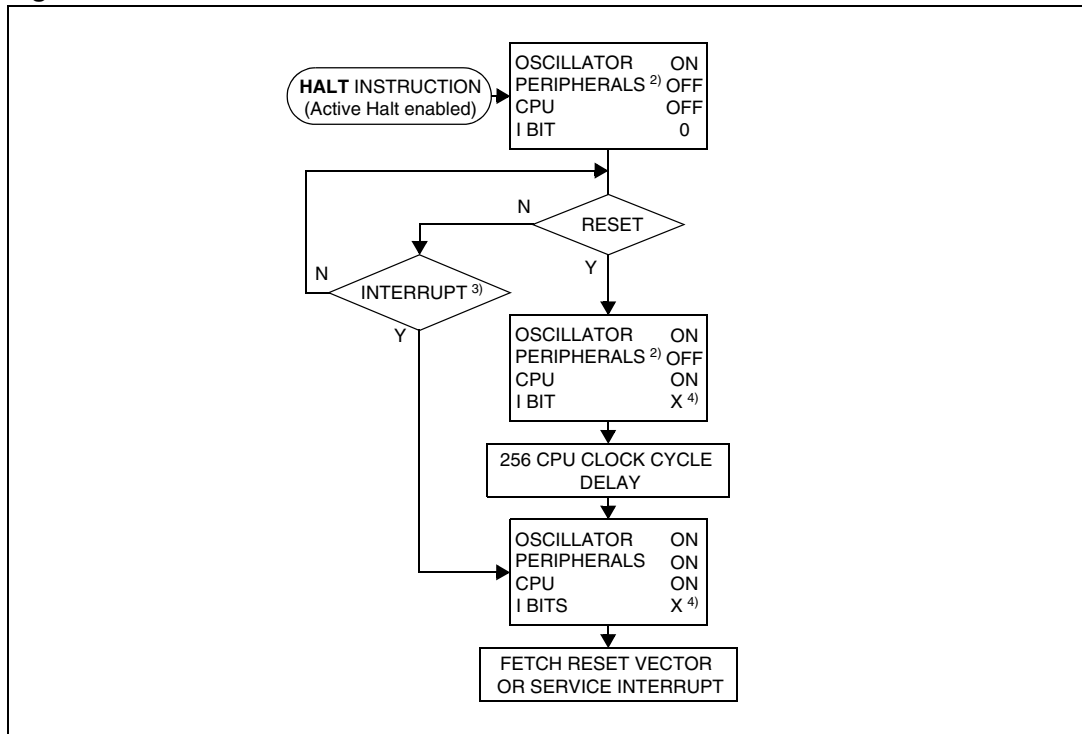 HALT INSTRUCTION
(Active Halt enabled)
OSCILLATOR ON
PERIPHERALS 2) OFF
CPU OFF
I BIT 0
N
RESET
Y
N
INTERRUPT 3)
Y
OSCILLATOR ON
PERIPHERALS 2) OFF
CPU ON
I BIT X 4)
256 CPU CLOCK CYCLE
DELAY
OSCILLATOR ON
PERIPHERALS ON
CPU ON
I BITS X 4)
FETCH RESET VECTOR
OR SERVICE INTERRUPT